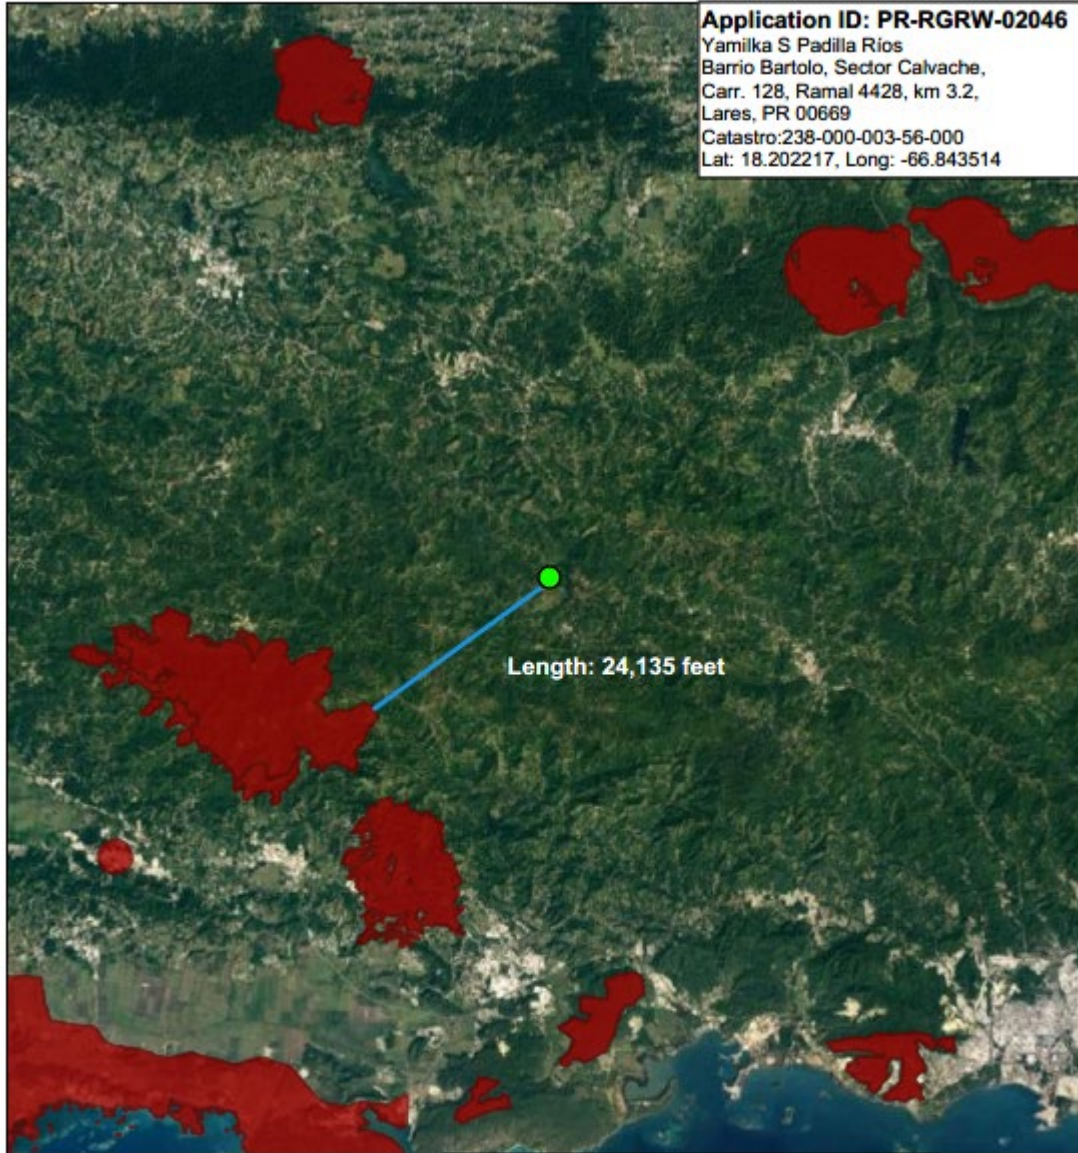 Application ID: PR-RGRW-02046
Yamilka S Padilla Ríos
Barrio Bartolo, Sector Calvache,
Carr. 128, Ramal 4428, km 3.2,
Lares, PR 00669
Catastro:238-000-003-56-000
Lat: 18.202217, Long: -66.843514
Length: 24,135 feet